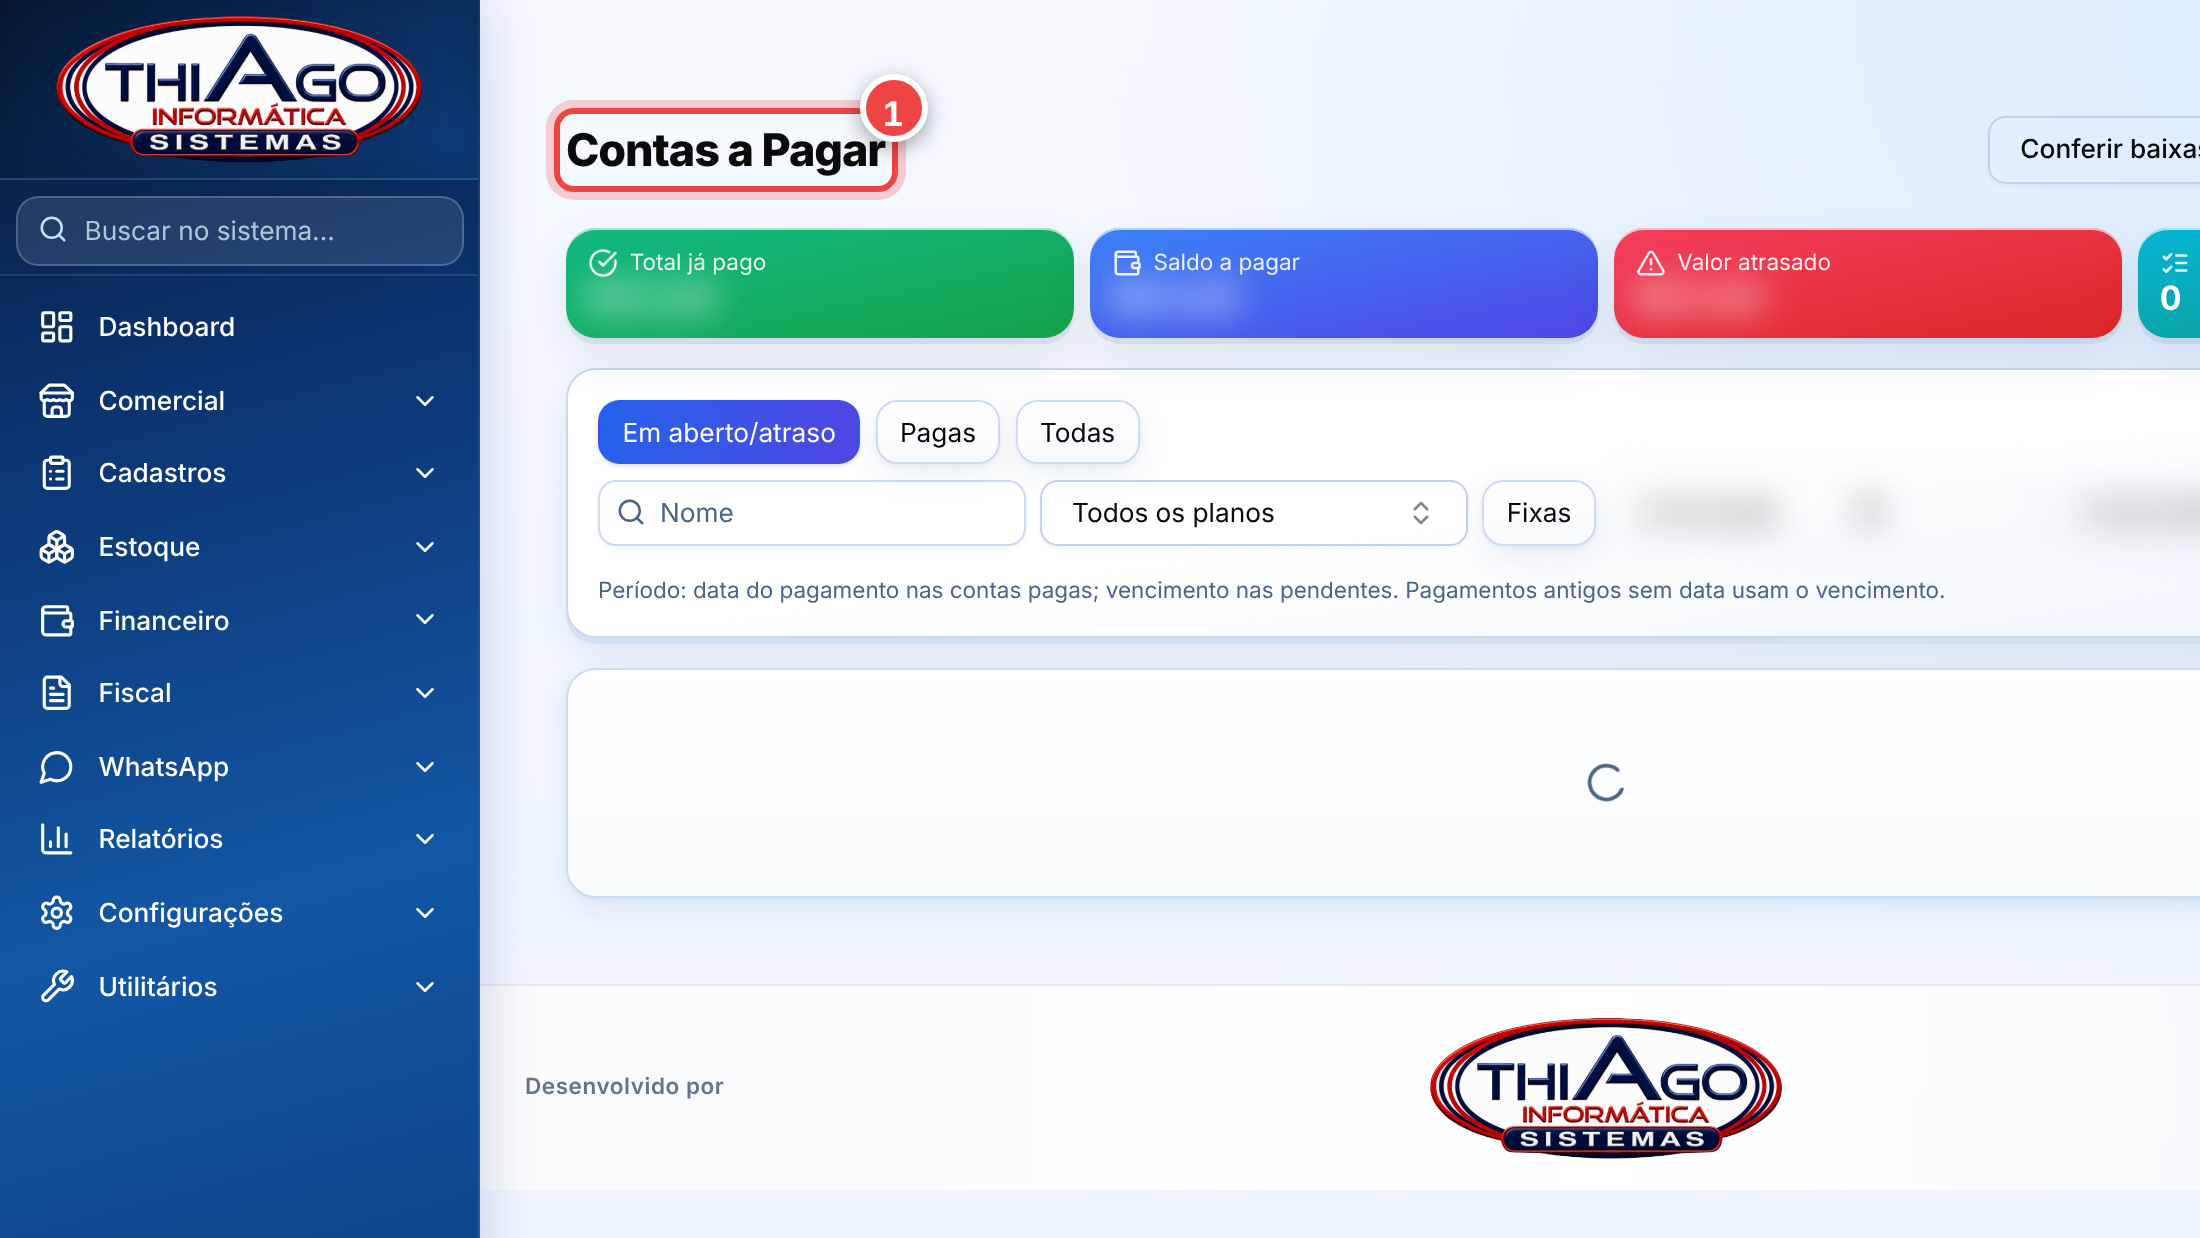 THIAGO
INFORMÁTICA
SISTEMAS
Buscar no sistema...
Dashboard
Comercial
Cadastros
Estoque
Financeiro
Fiscal
WhatsApp
Relatórios
Configurações
Utilitários
Contas a Pagar
1
Conferir baixas
Total já pago
Saldo a pagar
Valor atrasado
0
Em aberto/atraso
Pagas
Todas
Nome
Todos os planos
Fixas
Período: data do pagamento nas contas pagas; vencimento nas pendentes. Pagamentos antigos sem data usam o vencimento.
Desenvolvido por
THIAGO
INFORMÁTICA
SISTEMAS